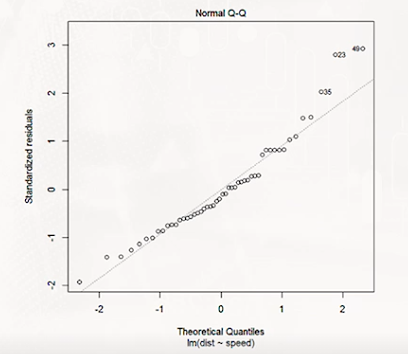 Normal Q-Q
Standardized residuals
3
2
1
0
-1
-2
49
23
35
-2 -1 0 1 2
Theoretical Quantiles
lm(dist ~ speed)